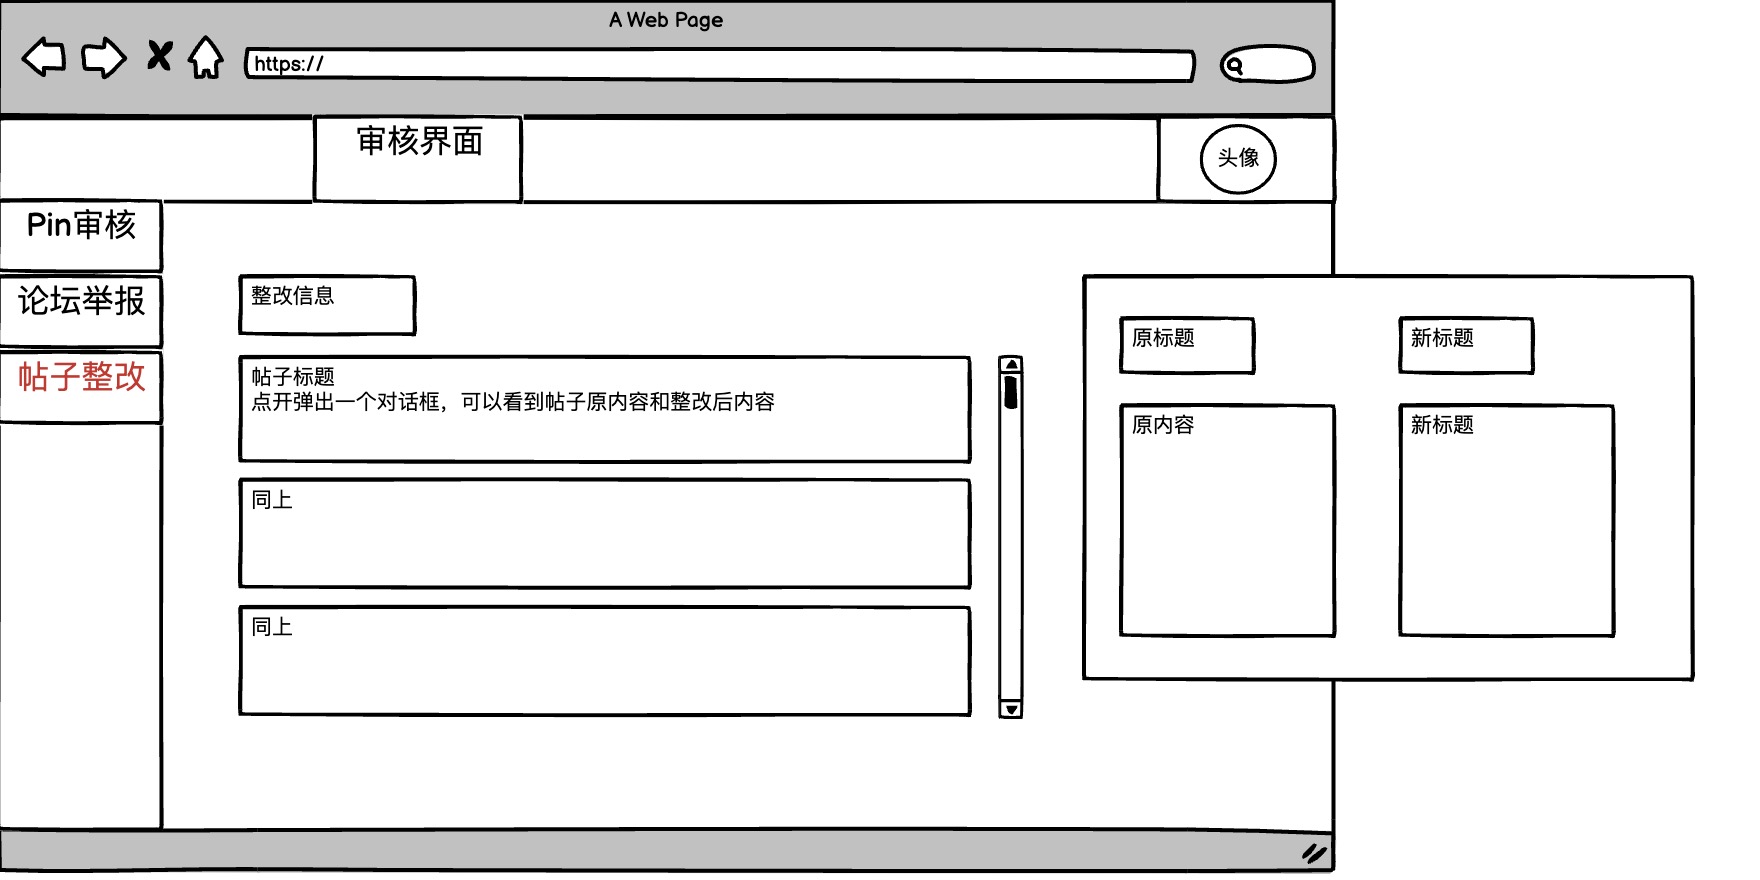 A Web Page
https://
审核界面
头像
Pin审核
论坛举报
帖子整改
整改信息
帖子标题
点开弹出一个对话框，可以看到帖子原内容和整改后内容
同上
同上
原标题
新标题
原内容
新标题